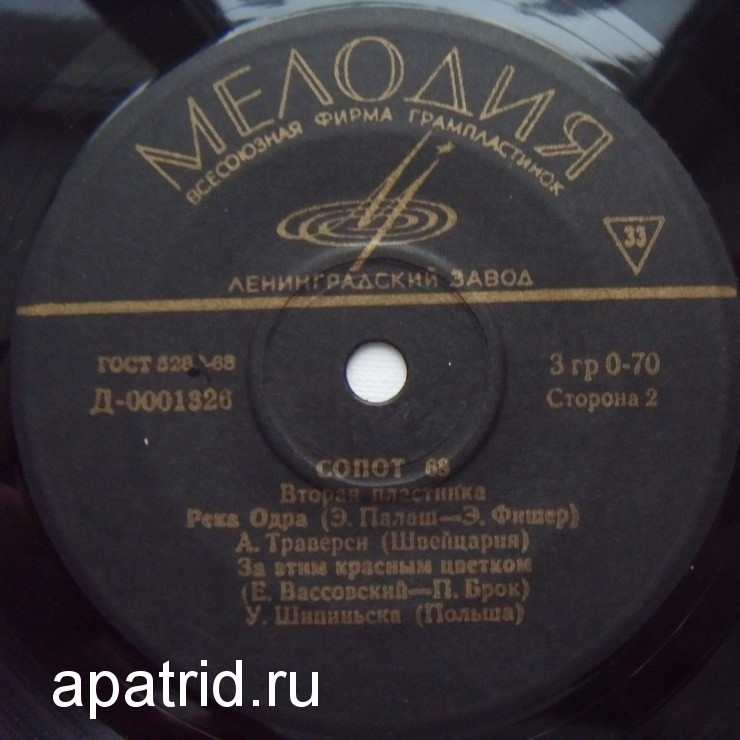 МЕЛОДИЯ
ВСЕСОЮЗНАЯ ФИРМА ГРАМПЛАСТИНОК
33
ЛЕНИНГРАДСКИЙ ЗАВОД
ГОСТ 5289-68
3 гр 0-70
Д-0001326
Сторона 2
СОПОТ 68
Вторая пластинка
Река Одра (Э. Палаш—Э. Фишер)
А. Траверси (Швейцария)
За этим красным цветком
(Е. Вассовский—П. Брок)
У. Шипиньска (Польша)
apatrid.ru